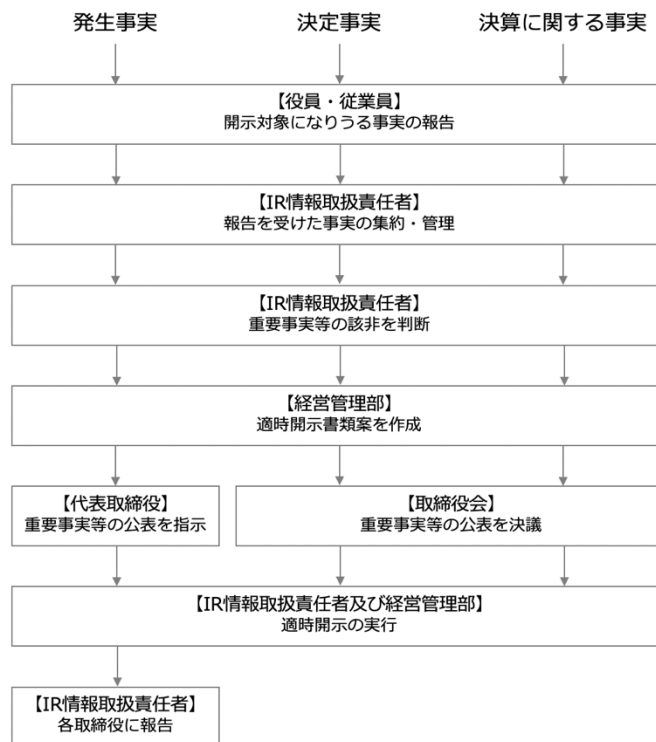 発生事実
決定事実
決算に関する事実
【役員・従業員】
開示対象になりうる事実の報告
【IR情報取扱責任者】
報告を受けた事実の集約・管理
【IR情報取扱責任者】
重要事実等の該非を判断
【経営管理部】
適時開示書類案を作成
【代表取締役】
重要事実等の公表を指示
【取締役会】
重要事実等の公表を決議
【IR情報取扱責任者及び経営管理部】
適時開示の実行
【IR情報取扱責任者】
各取締役に報告